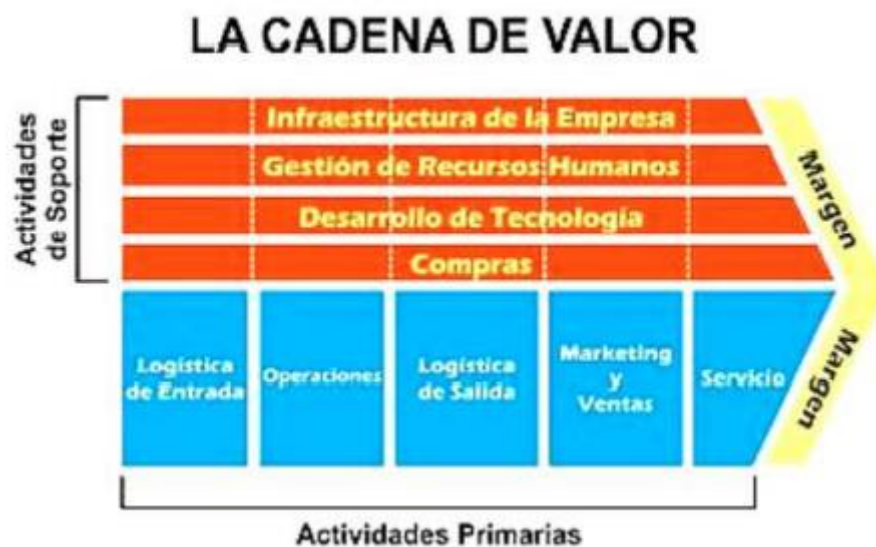 LA CADENA DE VALOR
Actividades
de Soporte
Infraestructura de la Empresa
Gestión de Recursos Humanos
Desarrollo de Tecnología
Compras
Margen
Logística
de Entrada
Operaciones
Logística
de Salida
Marketing
y
Ventas
Servicio
Margen
Actividades Primarias